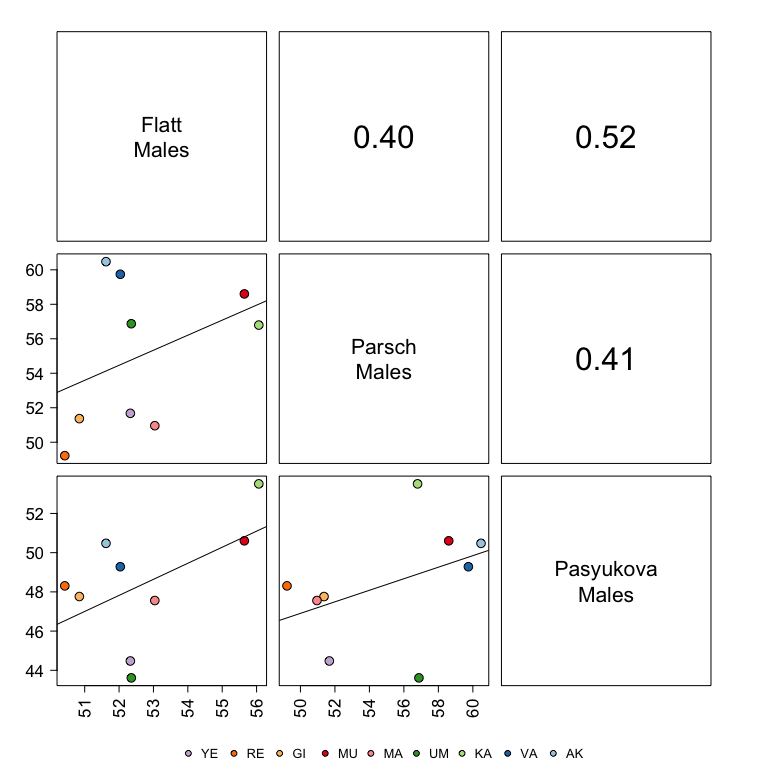 Flatt
Males
0.40
0.52
60
58
56
54
52
50
Parsch
Males
0.41
52
50
48
46
44
Pasyukova
Males
51 52 53 54 55 56
50 52 54 56 58 60
YE RE GI MU MA UM KA VA AK